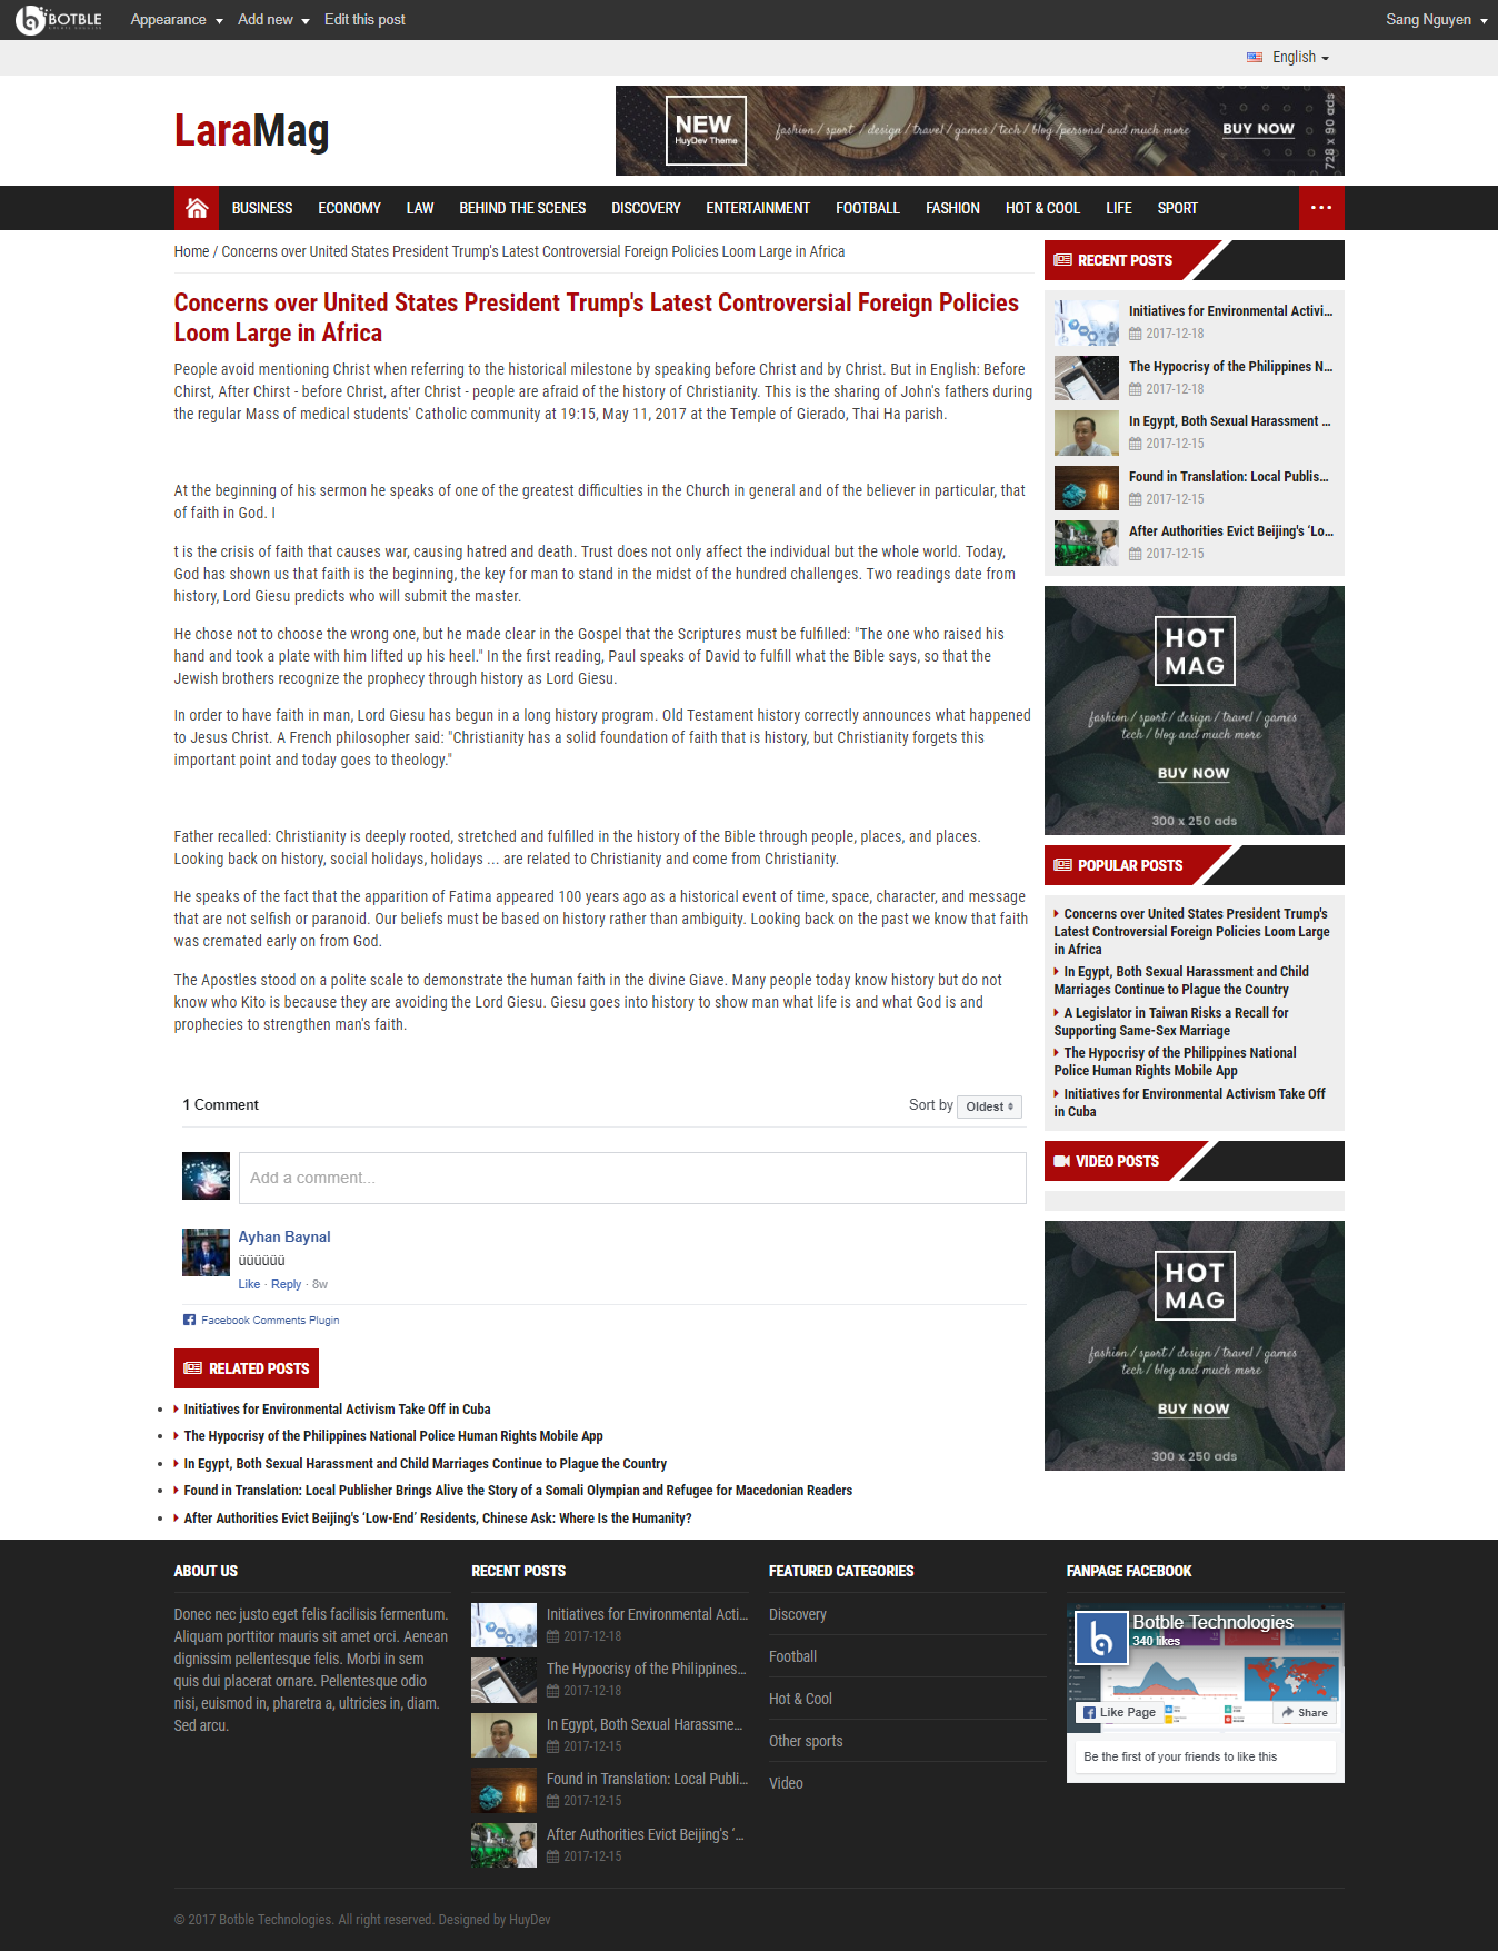 BOTBLE
Appearance Add new Edit this post
Sang Nguyen
English
LaraMag
NEW
HuyDev Theme
fashion / sport / design / travel / games / tech / blog / personal and much more
BUY NOW
728 x 90 ads
BUSINESS ECONOMY LAW BEHIND THE SCENES DISCOVERY ENTERTAINMENT FOOTBALL FASHION HOT & COOL LIFE SPORT
Home / Concerns over United States President Trump's Latest Controversial Foreign Policies Loom Large in Africa
Concerns over United States President Trump's Latest Controversial Foreign Policies
Loom Large in Africa
People avoid mentioning Christ when referring to the historical milestone by speaking before Christ and by Christ. But in English: Before
Chirst, After Chirst - before Christ, after Christ - people are afraid of the history of Christianity. This is the sharing of John's fathers during
the regular Mass of medical students' Catholic community at 19:15, May 11, 2017 at the Temple of Gierado, Thai Ha parish.
At the beginning of his sermon he speaks of one of the greatest difficulties in the Church in general and of the believer in particular, that
of faith in God. I
t is the crisis of faith that causes war, causing hatred and death. Trust does not only affect the individual but the whole world. Today,
God has shown us that faith is the beginning, the key for man to stand in the midst of the hundred challenges. Two readings date from
history, Lord Giesu predicts who will submit the master.
He chose not to choose the wrong one, but he made clear in the Gospel that the Scriptures must be fulfilled: "The one who raised his
hand and took a plate with him lifted up his heel." In the first reading, Paul speaks of David to fulfill what the Bible says, so that the
Jewish brothers recognize the prophecy through history as Lord Giesu.
In order to have faith in man, Lord Giesu has begun in a long history program. Old Testament history correctly announces what happened
to Jesus Christ. A French philosopher said: "Christianity has a solid foundation of faith that is history, but Christianity forgets this
important point and today goes to theology."
Father recalled: Christianity is deeply rooted, stretched and fulfilled in the history of the Bible through people, places, and places.
Looking back on history, social holidays, holidays ... are related to Christianity and come from Christianity.
He speaks of the fact that the apparition of Fatima appeared 100 years ago as a historical event of time, space, character, and message
that are not selfish or paranoid. Our beliefs must be based on history rather than ambiguity. Looking back on the past we know that faith
was cremated early on from God.
The Apostles stood on a polite scale to demonstrate the human faith in the divine Giave. Many people today know history but do not
know who Kito is because they are avoiding the Lord Giesu. Giesu goes into history to show man what life is and what God is and
prophecies to strengthen man's faith.
1 Comment
Sort by Oldest
Add a comment...
Ayhan Baynal
üüüüüü
Like · Reply · 8w
Facebook Comments Plugin
RELATED POSTS
Initiatives for Environmental Activism Take Off in Cuba
The Hypocrisy of the Philippines National Police Human Rights Mobile App
In Egypt, Both Sexual Harassment and Child Marriages Continue to Plague the Country
Found in Translation: Local Publisher Brings Alive the Story of a Somali Olympian and Refugee for Macedonian Readers
After Authorities Evict Beijing's 'Low-End' Residents, Chinese Ask: Where Is the Humanity?
RECENT POSTS
Initiatives for Environmental Activi...
2017-12-18
The Hypocrisy of the Philippines N...
2017-12-18
In Egypt, Both Sexual Harassment ...
2017-12-15
Found in Translation: Local Publis...
2017-12-15
After Authorities Evict Beijing's 'Lo...
2017-12-15
HOT
MAG
fashion / sport / design / travel / games
tech / blog and much more
BUY NOW
300 x 250 ads
POPULAR POSTS
Concerns over United States President Trump's
Latest Controversial Foreign Policies Loom Large
in Africa
In Egypt, Both Sexual Harassment and Child
Marriages Continue to Plague the Country
A Legislator in Taiwan Risks a Recall for
Supporting Same-Sex Marriage
The Hypocrisy of the Philippines National
Police Human Rights Mobile App
Initiatives for Environmental Activism Take Off
in Cuba
VIDEO POSTS
HOT
MAG
fashion / sport / design / travel / games
tech / blog and much more
BUY NOW
300 x 250 ads
ABOUT US
Donec nec justo eget felis facilisis fermentum.
Aliquam porttitor mauris sit amet orci. Aenean
dignissim pellentesque felis. Morbi in sem
quis dui placerat ornare. Pellentesque odio
nisi, euismod in, pharetra a, ultricies in, diam.
Sed arcu.
RECENT POSTS
Initiatives for Environmental Acti...
2017-12-18
The Hypocrisy of the Philippines...
2017-12-18
In Egypt, Both Sexual Harassme...
2017-12-15
Found in Translation: Local Publi...
2017-12-15
After Authorities Evict Beijing's '...
2017-12-15
FEATURED CATEGORIES
Discovery
Football
Hot & Cool
Other sports
Video
FANPAGE FACEBOOK
Botble Technologies
340 likes
Like Page
Share
Be the first of your friends to like this
© 2017 Botble Technologies. All right reserved. Designed by HuyDev